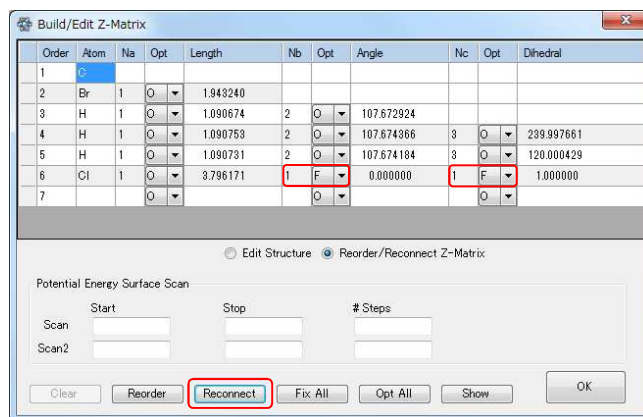 Build/Edit Z-Matrix
Order Atom Na Opt Length Nb Opt Angle Nc Opt Dihedral
1 C
2 Br 1 O 1.943240
3 H 1 O 1.090674 2 O 107.672924
4 H 1 O 1.090753 2 O 107.674366 3 O 239.997661
5 H 1 O 1.090731 2 O 107.674184 3 O 120.000429
6 Cl 1 O 3.796171 1 F 0.000000 1 F 1.000000
7 O O O
Edit Structure Reorder/Reconnect Z-Matrix
Potential Energy Surface Scan
Start Stop # Steps
Scan
Scan2
Clear Reorder Reconnect Fix All Opt All Show OK